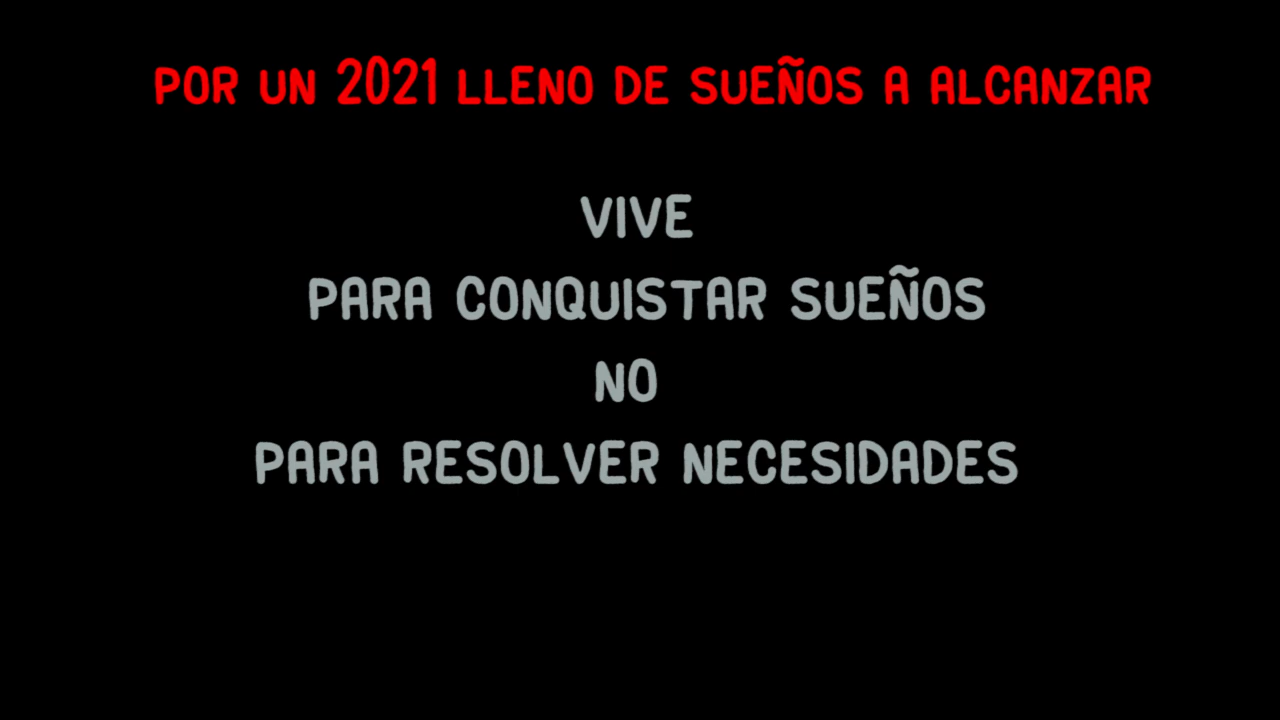 POR UN 2021 LLENO DE SUEÑOS A ALCANZAR
VIVE
PARA CONQUISTAR SUEÑOS
NO
PARA RESOLVER NECESIDADES